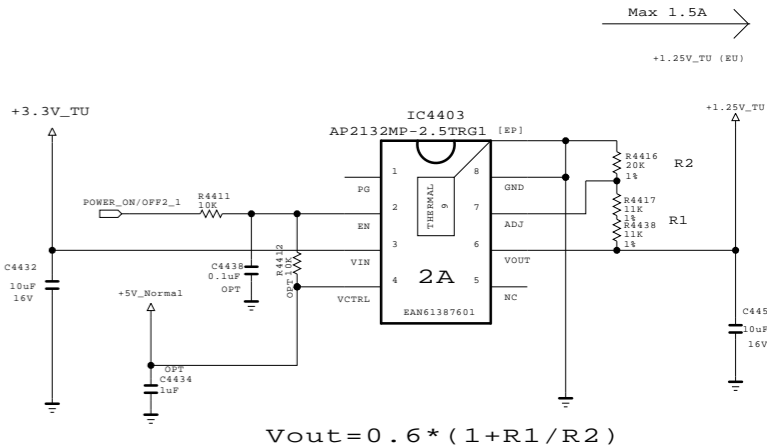 Max 1.5A
+1.25V_TU (EU)
+3.3V_TU
IC4403
AP2132MP-2.5TRG1
[EP]
+1.25V_TU
R4416
20K
1%
R2
R4417
11K
1%
R4438
11K
1%
R1
POWER_ON/OFF2_1
R4411
10K
R4412
10K
OPT
C4438
0.1uF
OPT
C4432
10uF
16V
+5V_Normal
OPT
C4434
1uF
1
PG
2
EN
3
VIN
4
VCTRL
THERMAL
9
8
GND
7
ADJ
6
VOUT
5
NC
2A
EAN61387601
C445
10uF
16V
Vout=0.6*(1+R1/R2)